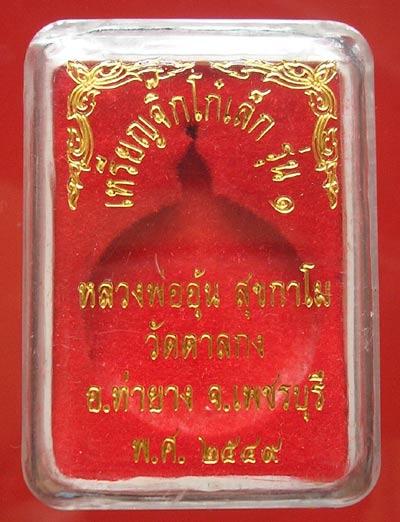 เหรียญจิ๊กโก๋เล็ก รุ่น ๑
หลวงพ่ออุ้น สุขกาโม
วัดตาลกง
อ.ท่ายาง จ.เพชรบุรี
พ.ศ. ๒๕๔๙